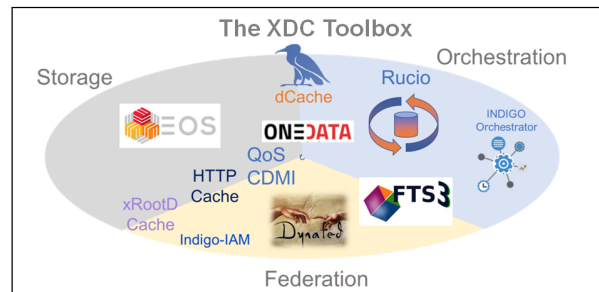 The XDC Toolbox
Storage
Orchestration
dCache
Rucio
EOS
ONEDATA
INDIGO
Orchestrator
QoS
CDMI
HTTP
Cache
xRootD
Cache
FTS3
Dynafed
Indigo-IAM
Federation